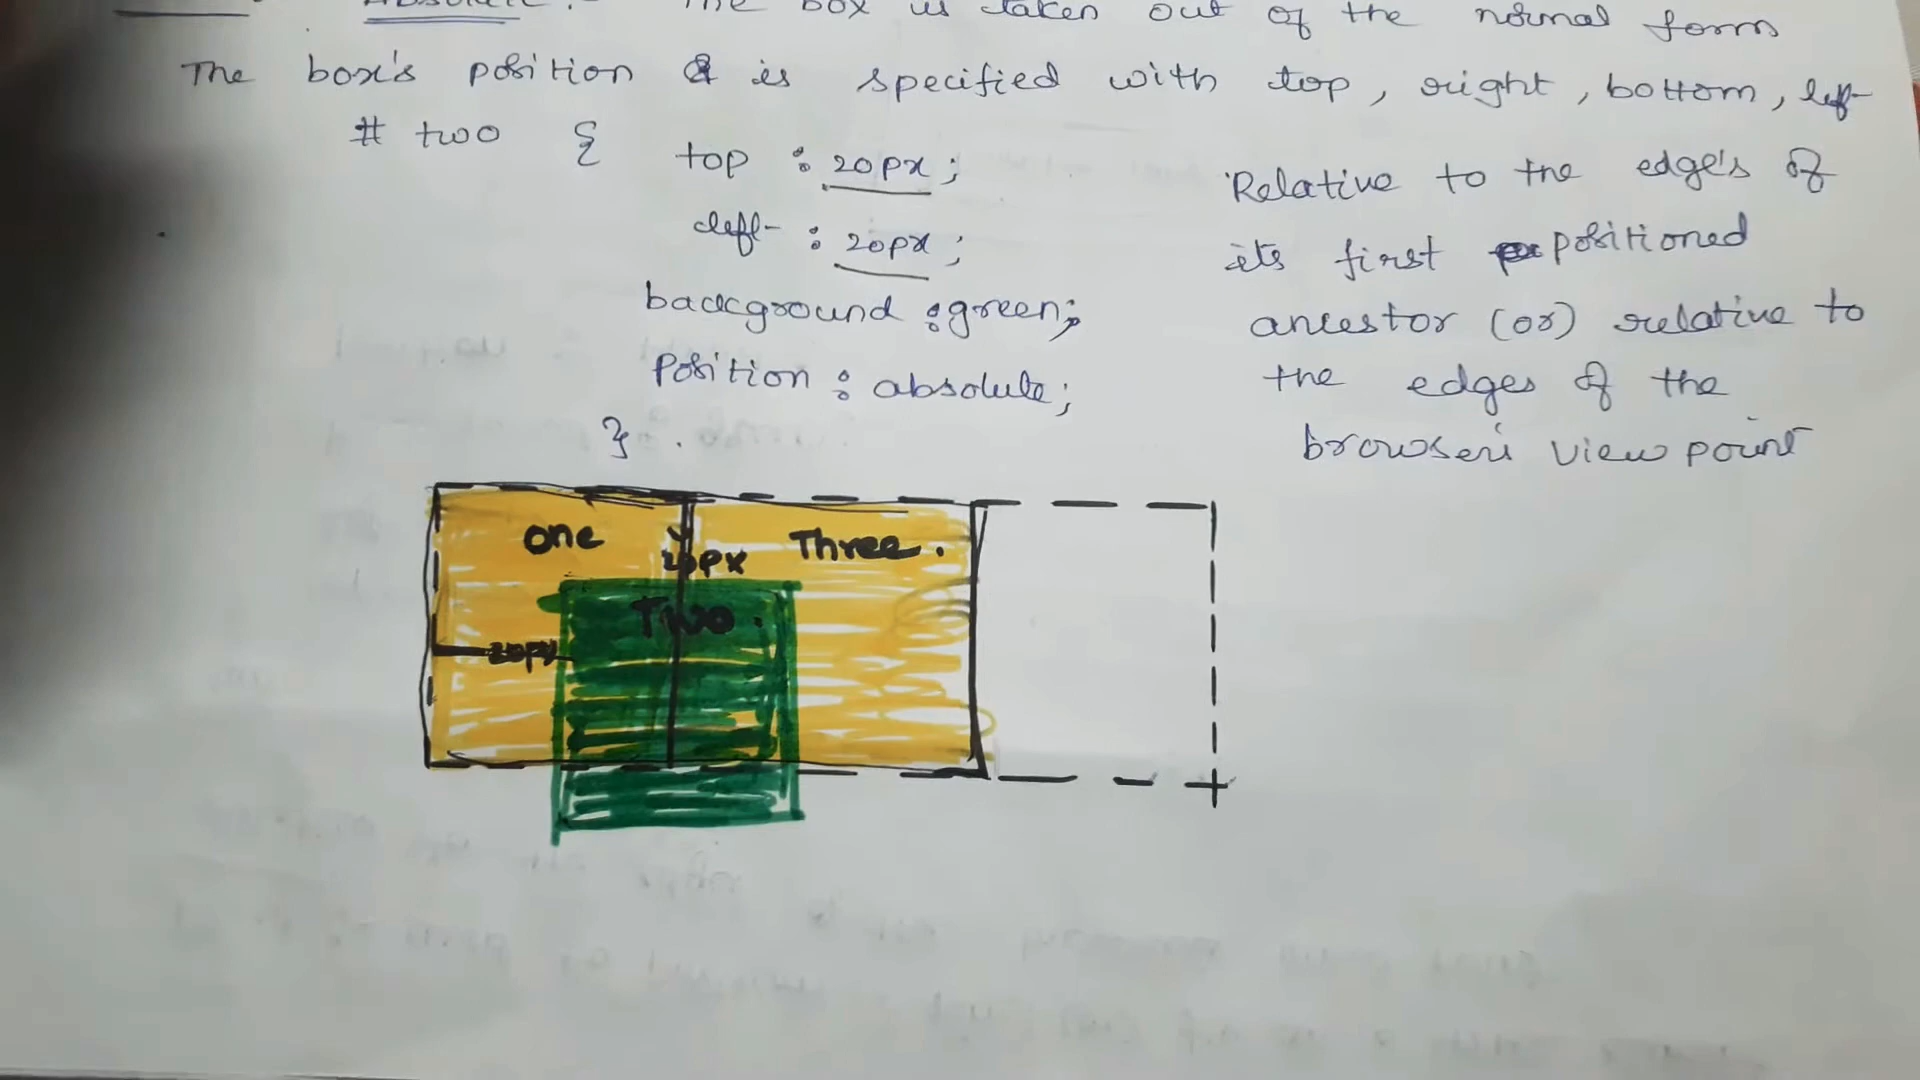 Absolute :- The box is taken out of the normal form
The box's position is specified with top, right, bottom, left
# two {
top : 20px;
left : 20px;
background : green;
Position : absolute;
}
Relative to the edge's of
its first positioned
ancestor (or) relative to
the edges of the
browseri view point
one
20px
Three.
Two.
20px